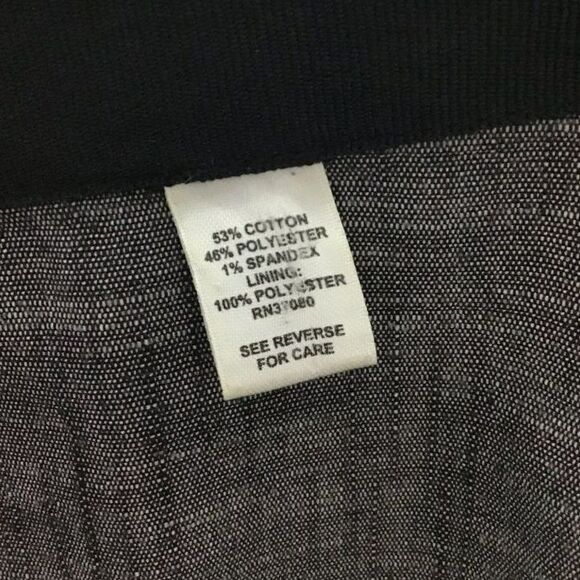 53% COTTON
46% POLYESTER
1% SPANDEX
LINING:
100% POLYESTER
RN37080
SEE REVERSE
FOR CARE